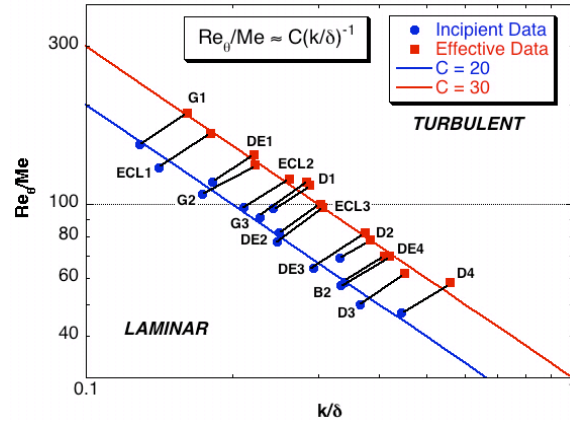 Re_θ/Me ≈ C(k/δ)^-1
Incipient Data
Effective Data
C = 20
C = 30
TURBULENT
LAMINAR
G1
ECL1
DE1
G2
ECL2
D1
G3
ECL3
DE2
D2
DE3
DE4
B2
D3
D4
300
100
80
60
40
Re_θ/Me
0.1
k/δ